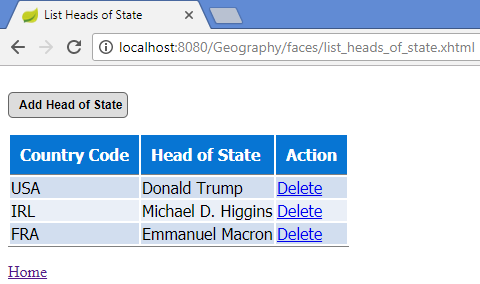 List Heads of State
localhost:8080/Geography/faces/list_heads_of_state.xhtml
Add Head of State
Country Code Head of State Action
USA Donald Trump Delete
IRL Michael D. Higgins Delete
FRA Emmanuel Macron Delete
Home